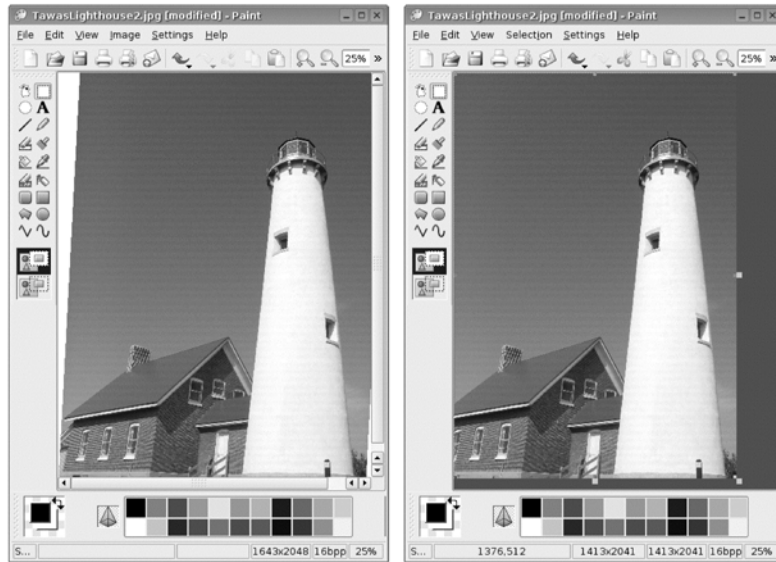 TawasLighthouse2.jpg [modified] - Paint
File Edit View Image Settings Help
25% »
A
S... 1643x2048 16bpp 25%
TawasLighthouse2.jpg [modified] - Paint
File Edit View Selection Settings Help
25% »
A
S... 1376,512 1413x2041 1413x2041 16bpp 25%